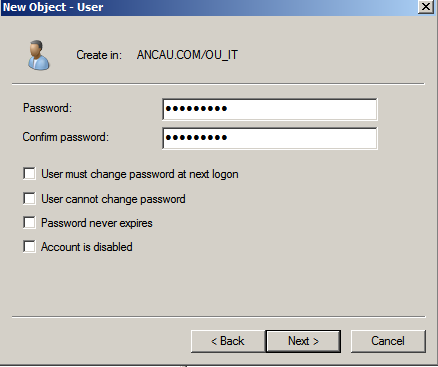 New Object - User
Create in: ANCAU.COM/OU_IT
Password: •••••••••
Confirm password: •••••••••
User must change password at next logon
User cannot change password
Password never expires
Account is disabled
< Back Next > Cancel